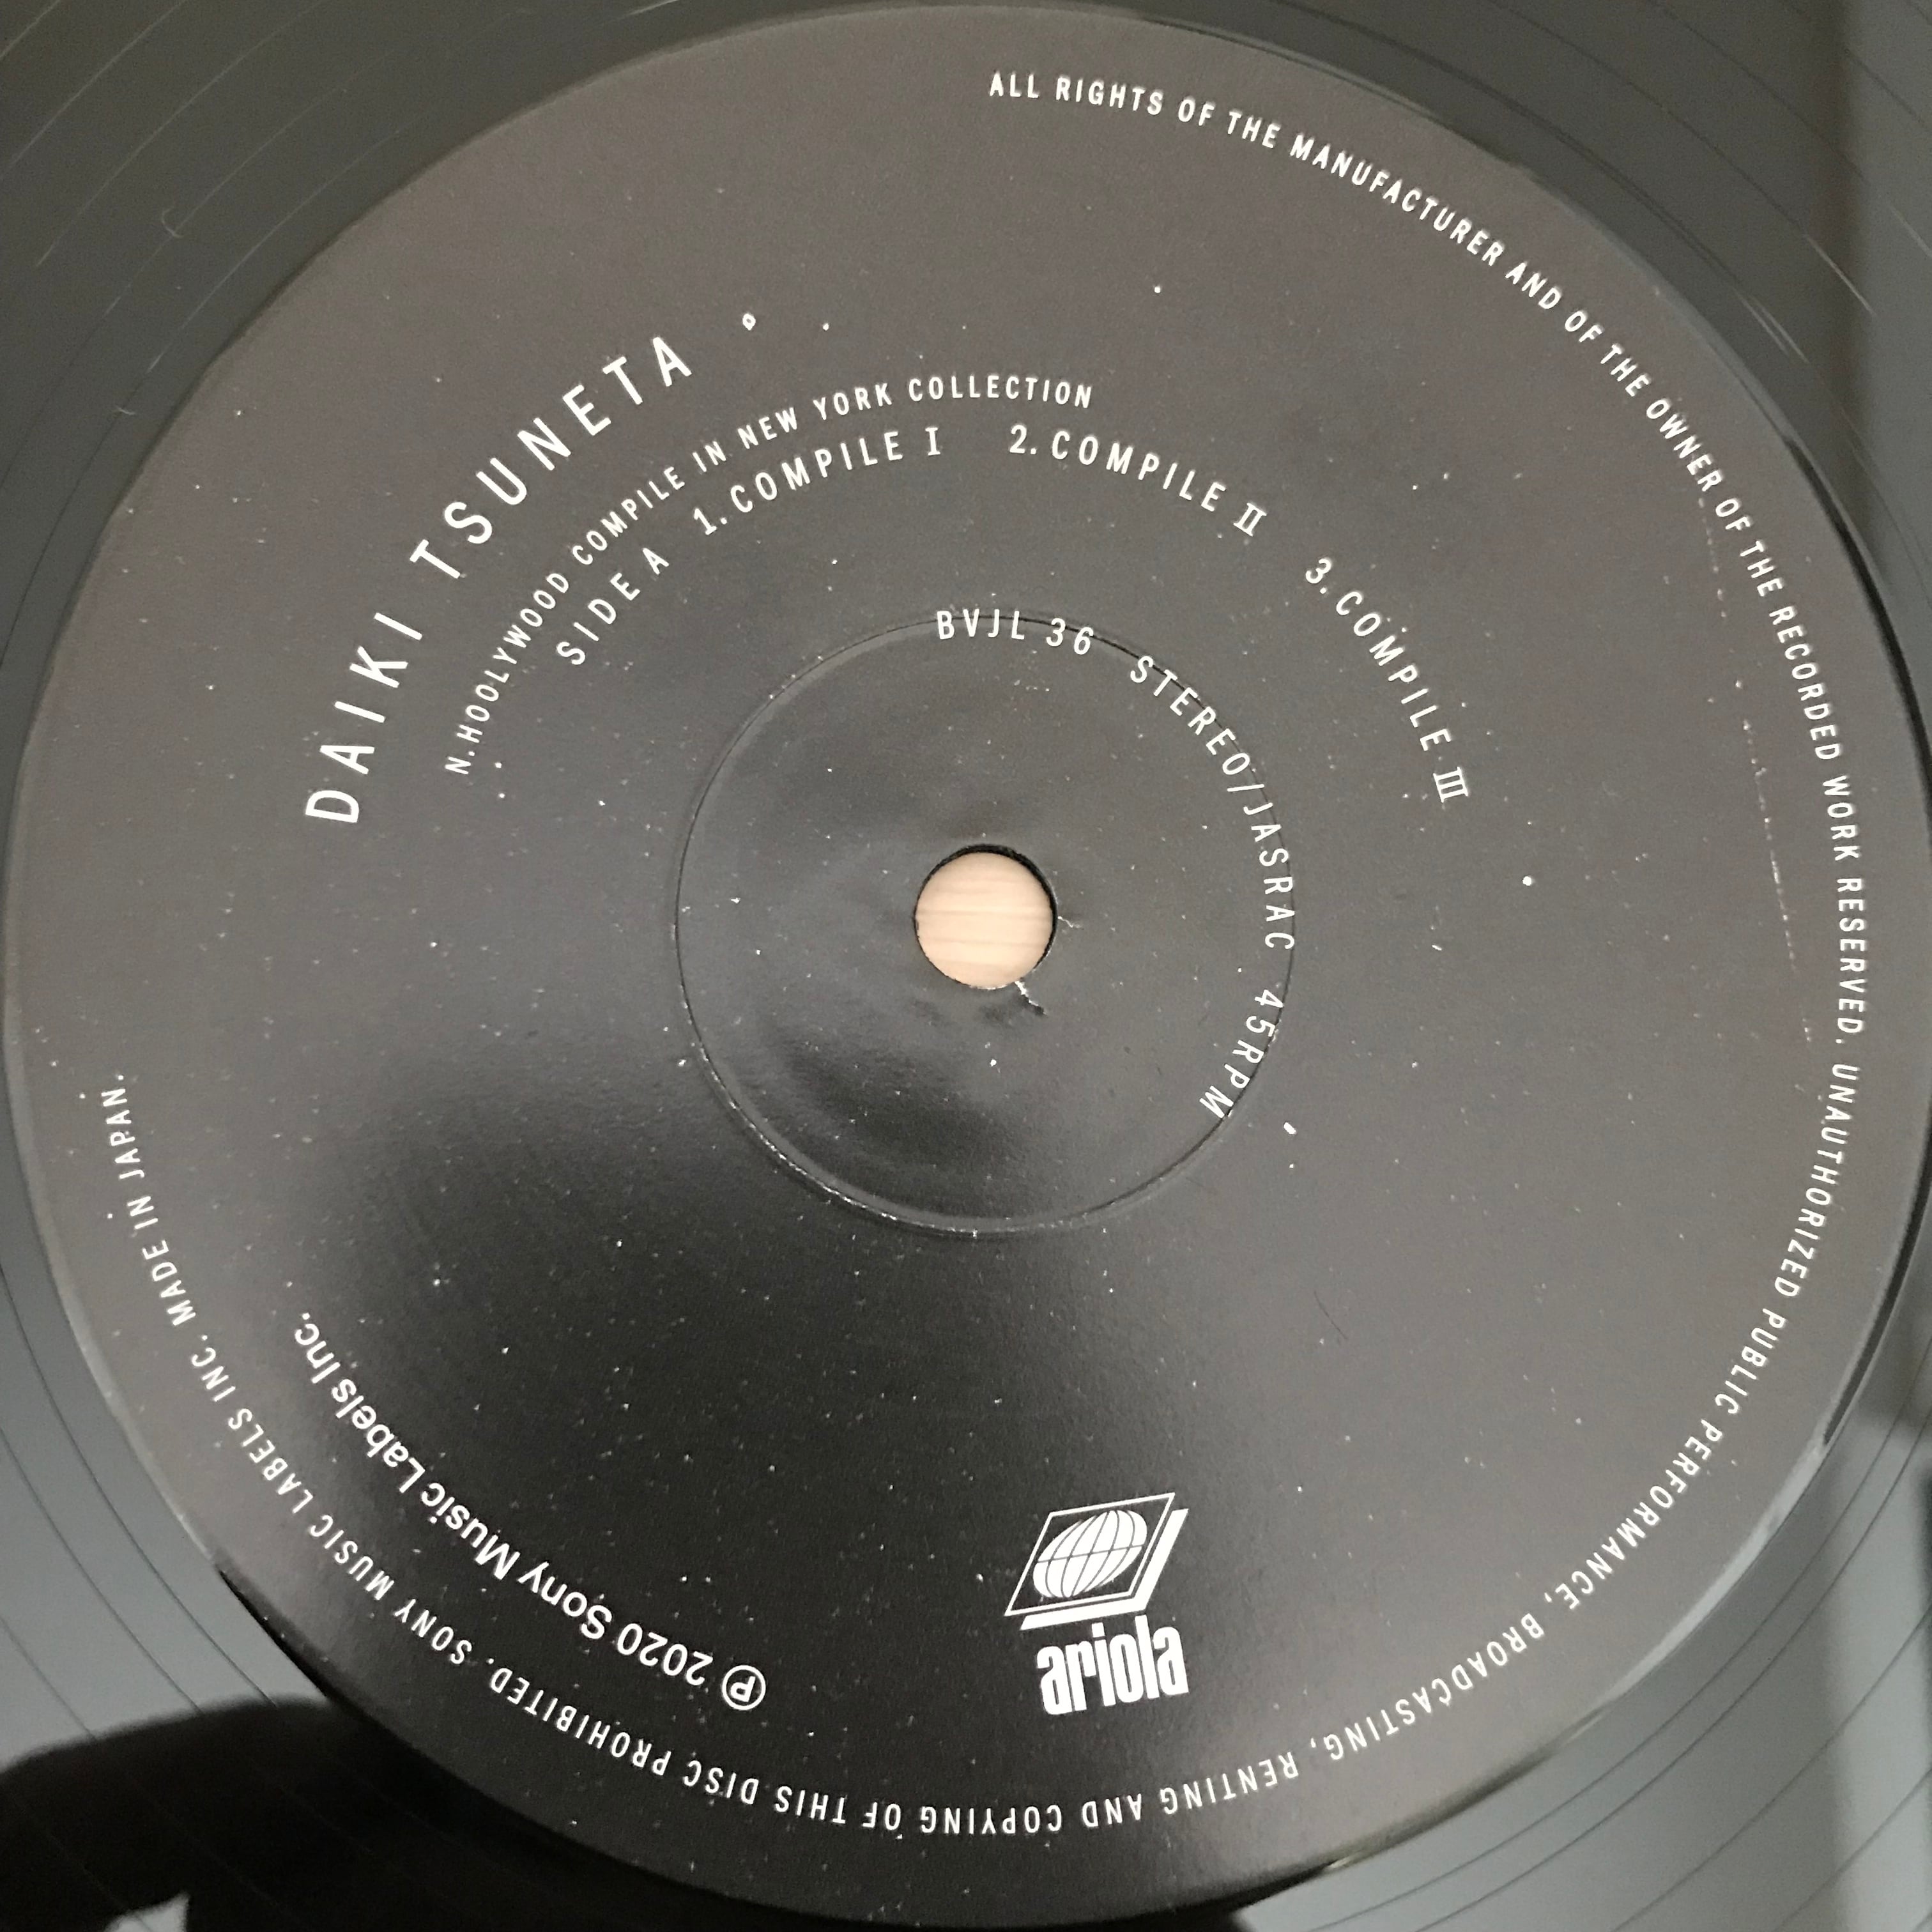 ALL RIGHTS OF THE MANUFACTURER AND OF THE OWNER OF THE RECORDED WORK RESERVED. UNAUTHORIZED PUBLIC PERFORMANCE, BROADCASTING, RENTING AND COPYING OF THIS DISC PROHIBITED. SONY MUSIC LABELS INC. MADE IN JAPAN.
DAIKI TSUNETA
N.HOOLYWOOD COMPILE IN NEW YORK COLLECTION
SIDE A 1.COMPILE I 2.COMPILE II 3.COMPILE III
BVJL 36 STEREO/JASRAC 45RPM
ariola
℗ 2020 Sony Music Labels Inc.